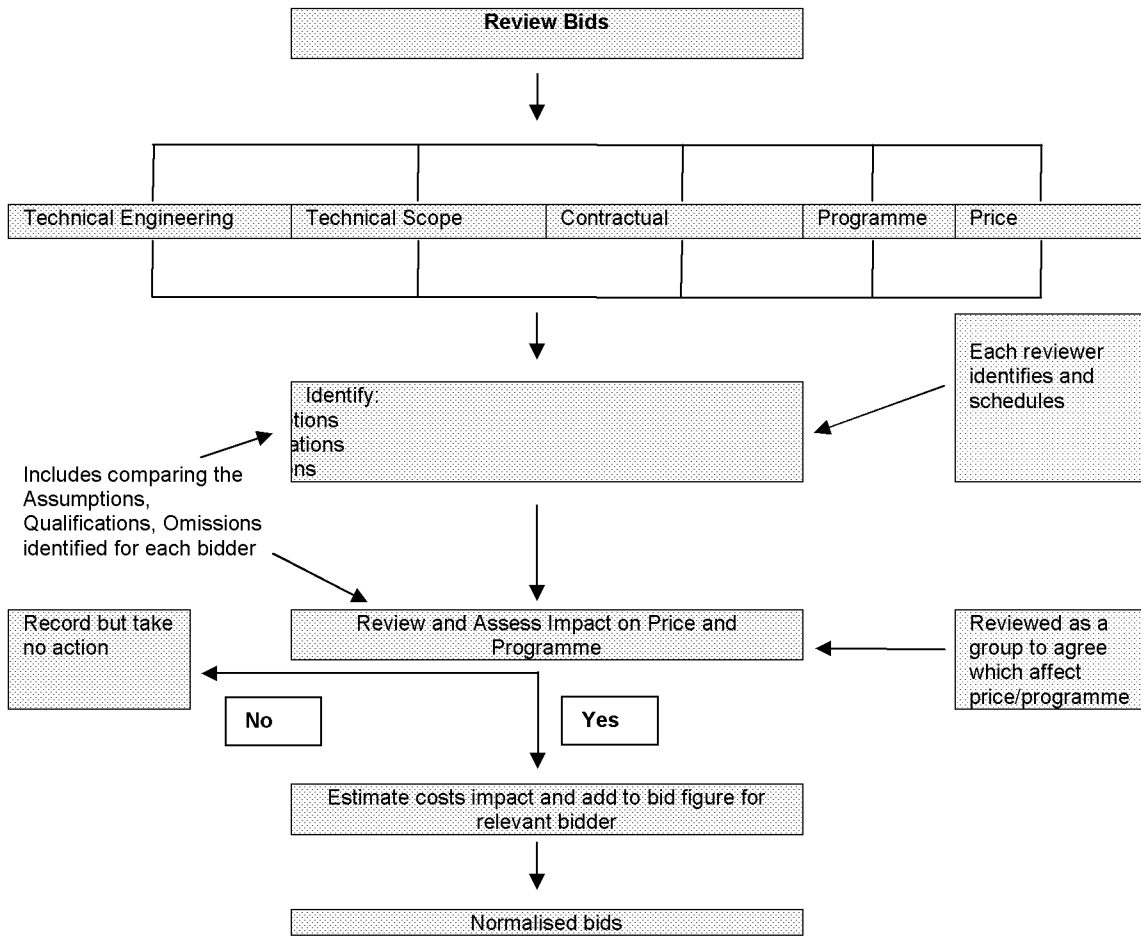 Review Bids
Technical Engineering
Technical Scope
Contractual
Programme
Price
Each reviewer
identifies and
schedules
Identify:
tions
ations
ns
Includes comparing the
Assumptions,
Qualifications, Omissions
identified for each bidder
Record but take
no action
Review and Assess Impact on Price and
Programme
Reviewed as a
group to agree
which affect
price/programme
No
Yes
Estimate costs impact and add to bid figure for
relevant bidder
Normalised bids